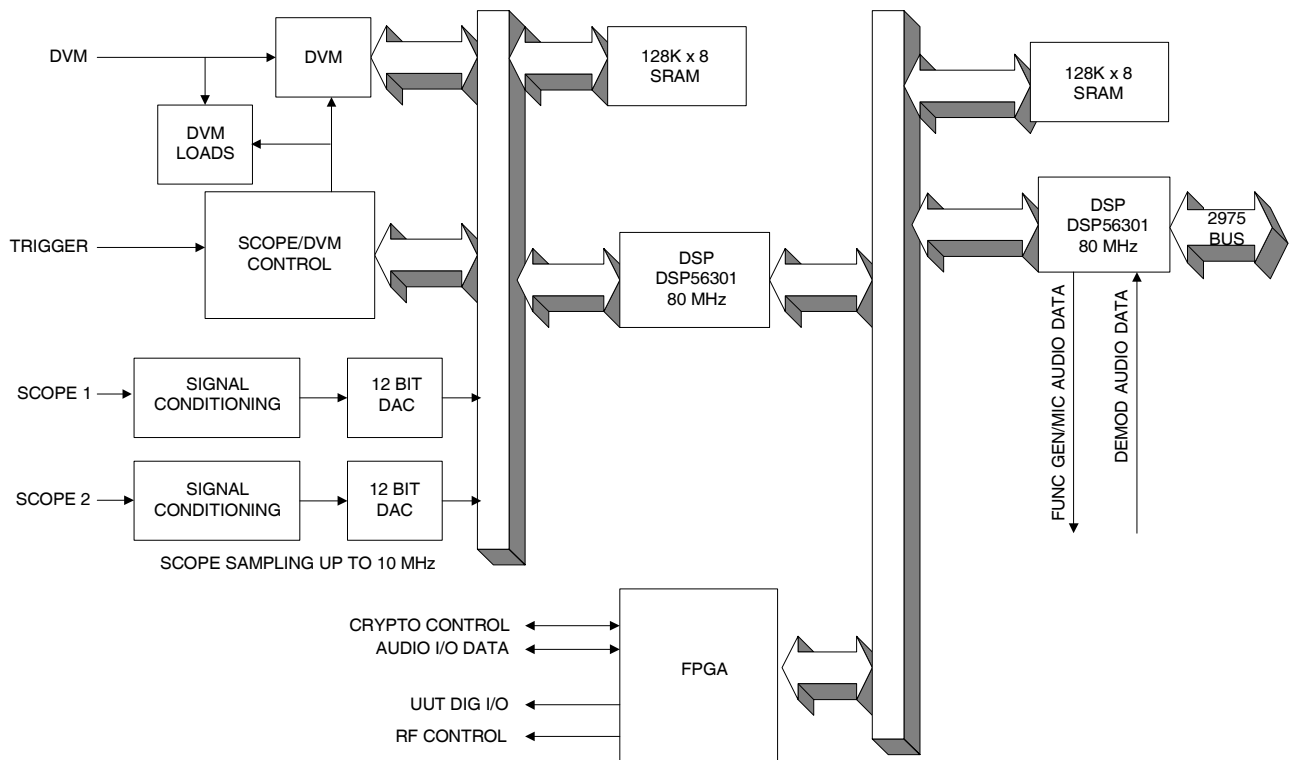 DVM
DVM
128K x 8
SRAM
128K x 8
SRAM
DVM
LOADS
TRIGGER
SCOPE/DVM
CONTROL
DSP
DSP56301
80 MHz
DSP
DSP56301
80 MHz
2975
BUS
FUNC GEN/MIC AUDIO DATA
DEMOD AUDIO DATA
SCOPE 1
SIGNAL
CONDITIONING
12 BIT
DAC
SCOPE 2
SIGNAL
CONDITIONING
12 BIT
DAC
SCOPE SAMPLING UP TO 10 MHz
CRYPTO CONTROL
AUDIO I/O DATA
UUT DIG I/O
RF CONTROL
FPGA